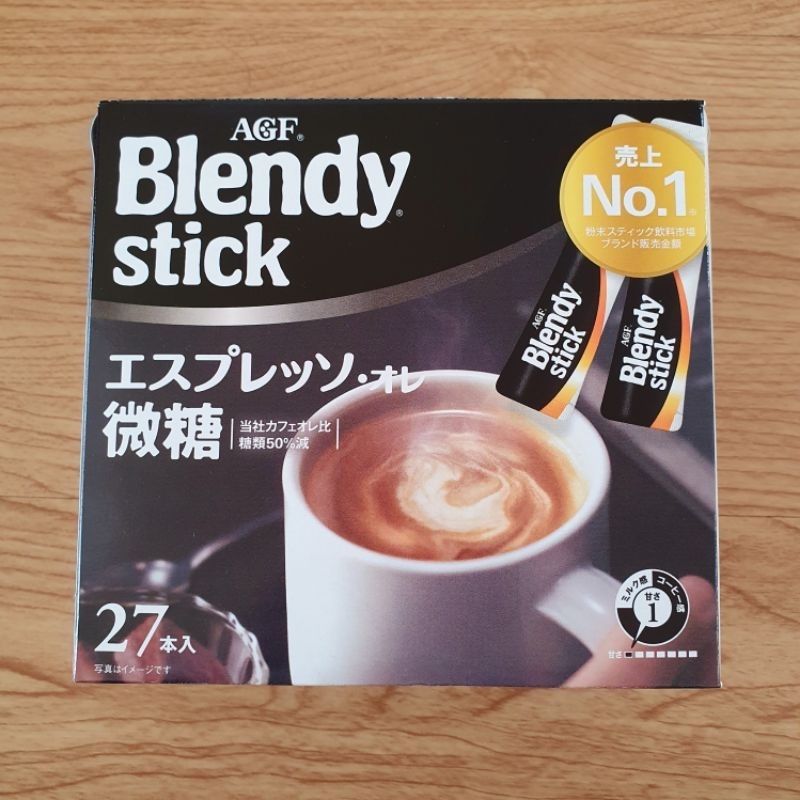 AGF®
Blendy®
stick
売上
No.1※
粉末スティック飲料市場
ブランド販売金額
AGF
Blendy
stick
AGF
Blendy
stick
エスプレッソ・オレ
微糖
当社カフェオレ比
糖類50%減
27本入
写真はイメージです
ミルク感
コーヒー感
甘さ
1
甘さ